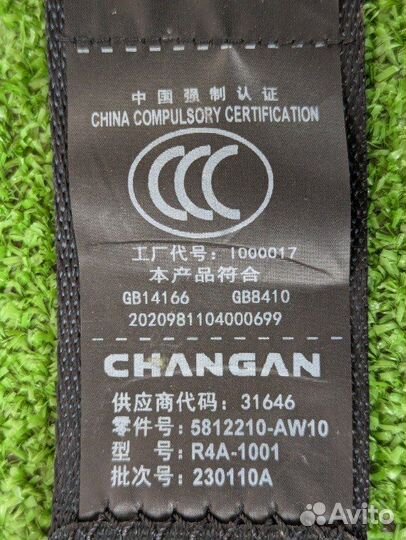 中国强制认证
CHINA COMPULSORY CERTIFICATION
CCC
工厂代号：1000017
本产品符合
GB14166 GB8410
2020981104000699
CHANGAN
供应商代码：31646
零件号：5812210-AW10
型 号：R4A-1001
批次号：230110A
Avito